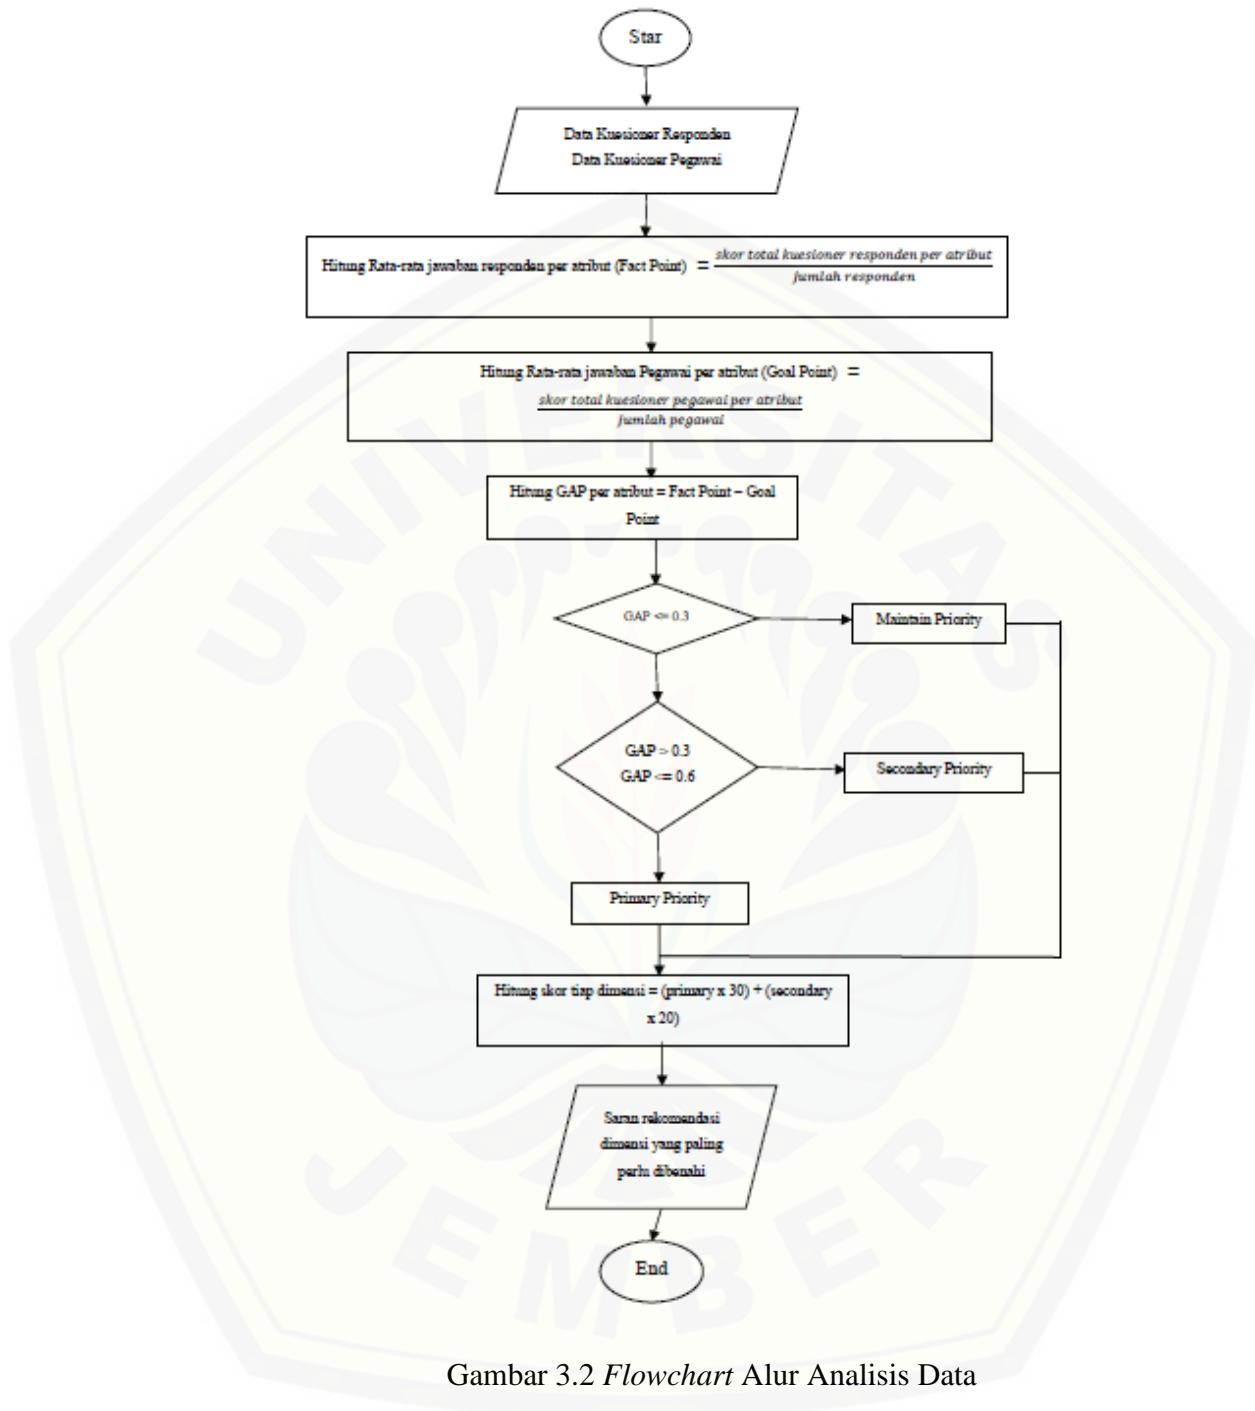 Star
Data Kuesioner Responden
Data Kuesioner Pegawai
Hitung Rata-rata jawaban responden per atribut (Fact Point) = skor total kuesioner responden per atribut
jumlah responden
Hitung Rata-rata jawaban Pegawai per atribut (Goal Point) =
skor total kuesioner pegawai per atribut
jumlah pegawai
Hitung GAP per atribut = Fact Point – Goal
Point
GAP <= 0.3
Maintain Priority
GAP > 0.3
GAP <= 0.6
Secondary Priority
Primary Priority
Hitung skor tiap dimensi = (primary x 30) + (secondary
x 20)
Saran rekomendasi
dimensi yang paling
perlu dibenahi
End
UNIVERSITAS
JEMBER
Gambar 3.2 Flowchart Alur Analisis Data